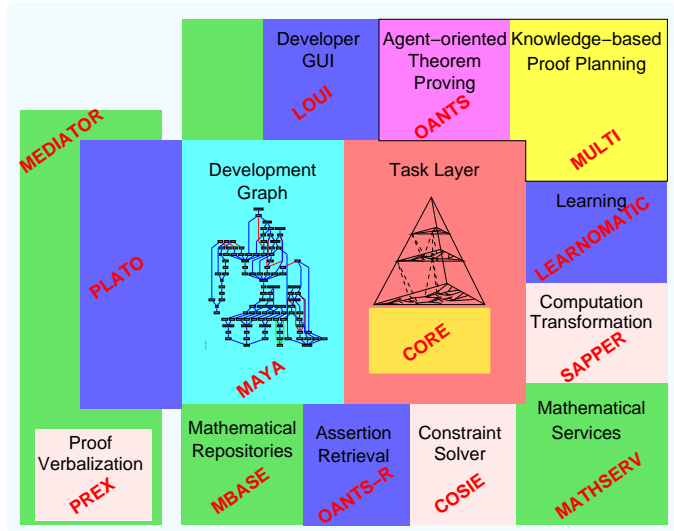 Developer
GUI
LOUI
Agent–oriented
Theorem
Proving
OANTS
Knowledge–based
Proof Planning
MULTI
MEDIATOR
PLATO
Development
Graph
MAYA
Task Layer
CORE
Learning
LEARNOMATIC
Computation
Transformation
SAPPER
Proof
Verbalization
PREX
Mathematical
Repositories
MBASE
Assertion
Retrieval
OANTS–R
Constraint
Solver
COSIE
Mathematical
Services
MATHSERV